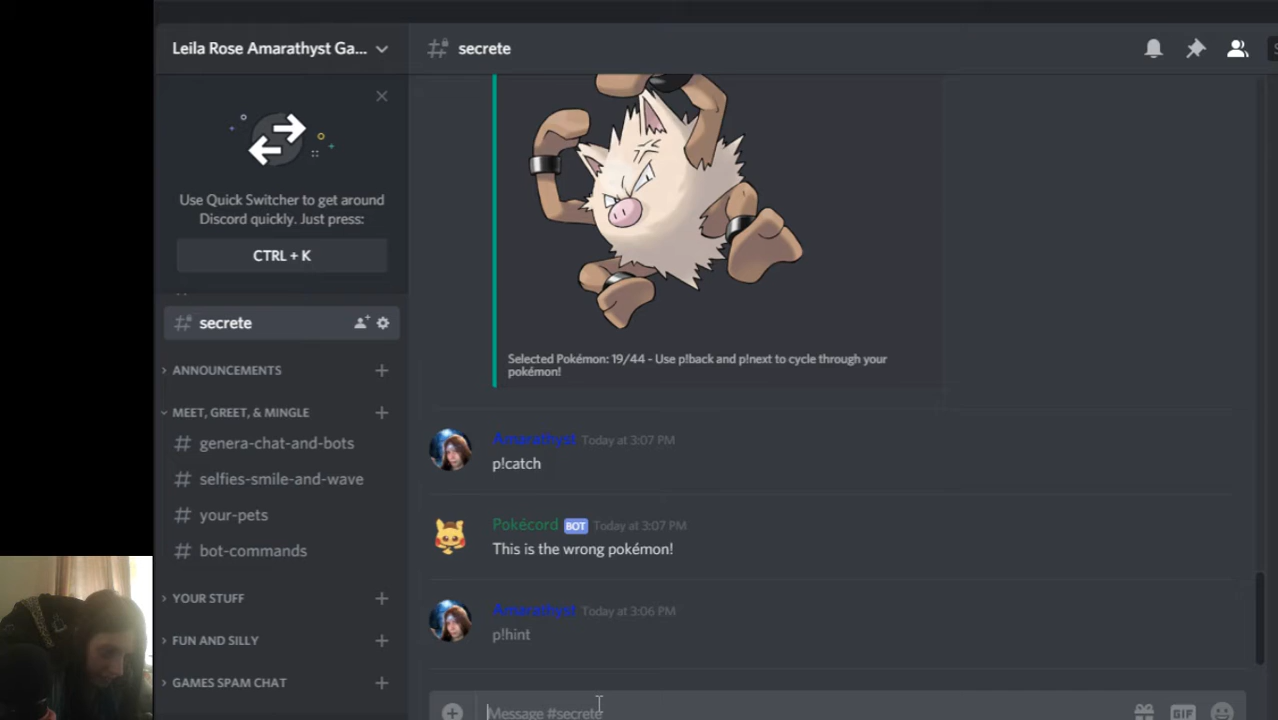 Leila Rose Amarathyst Ga...
secrete
Use Quick Switcher to get around
Discord quickly. Just press:
CTRL + K
secrete
ANNOUNCEMENTS
MEET, GREET, & MINGLE
genera-chat-and-bots
selfies-smile-and-wave
your-pets
bot-commands
YOUR STUFF
FUN AND SILLY
GAMES SPAM CHAT
Selected Pokémon: 19/44 - Use p!back and p!next to cycle through your
pokémon!
Amarathyst Today at 3:07 PM
p!catch
Pokécord BOT Today at 3:07 PM
This is the wrong pokémon!
Amarathyst Today at 3:06 PM
p!hint
Message #secrete
GIF